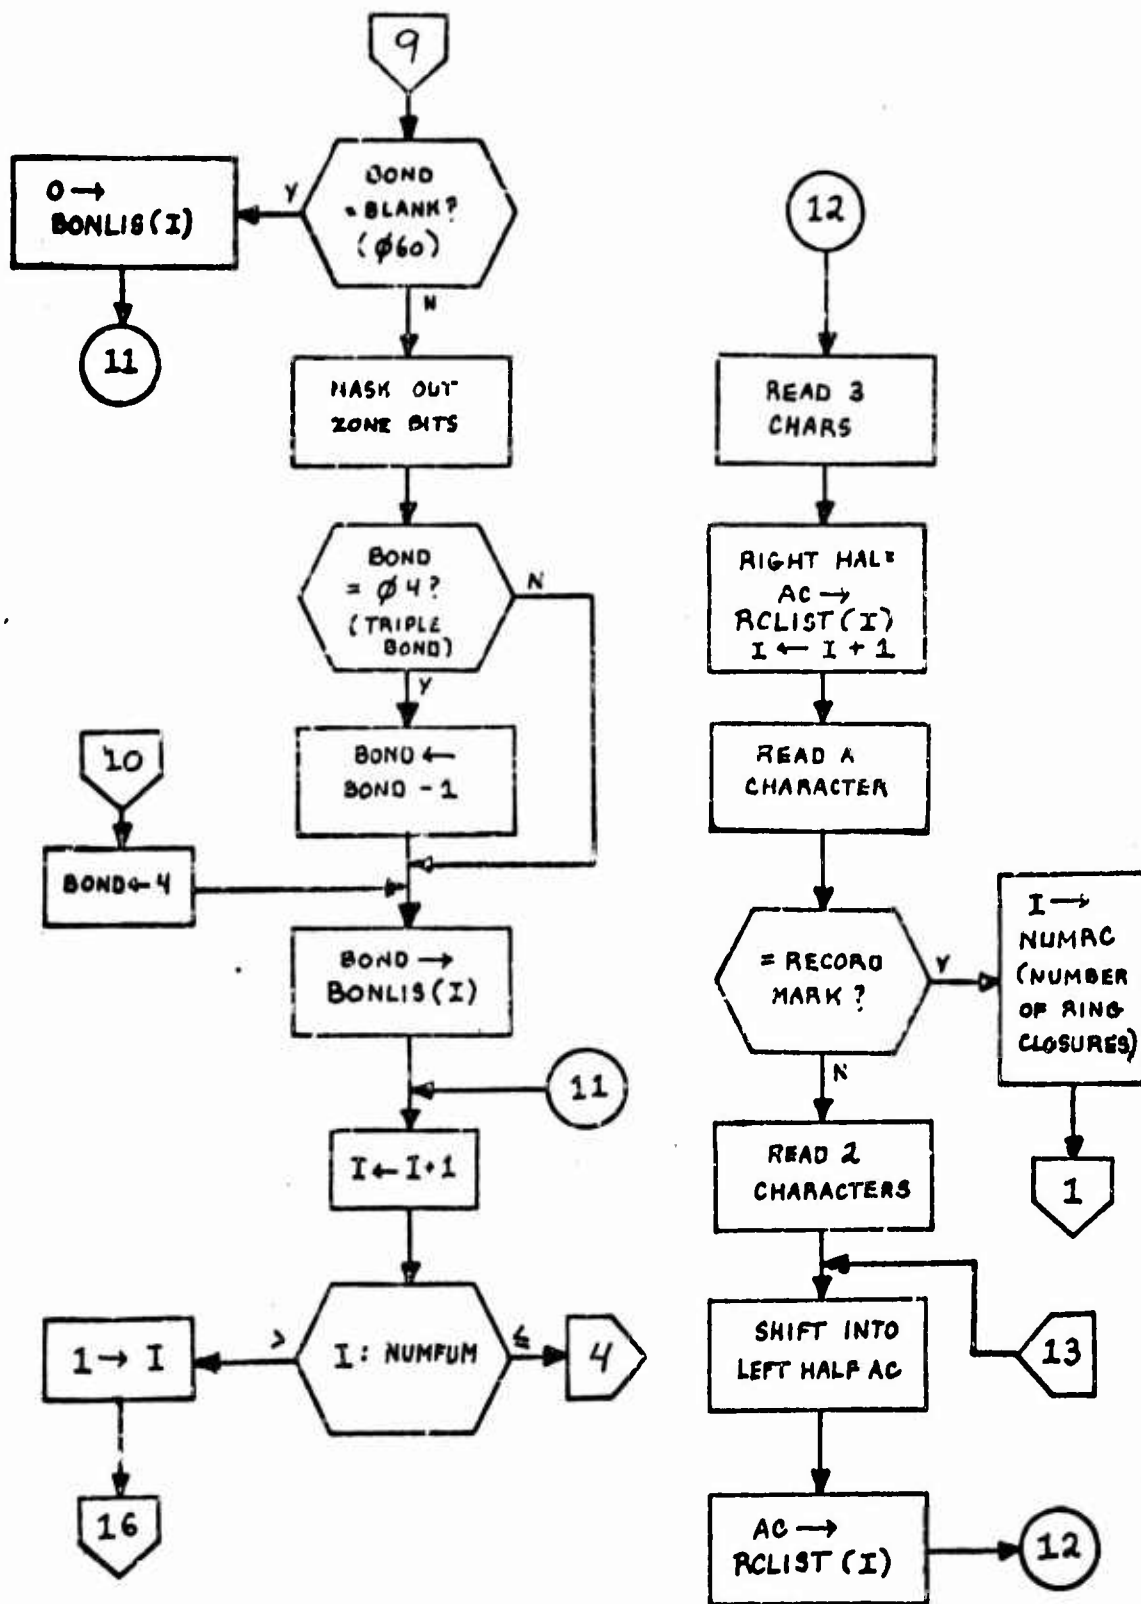 9
BOND
= BLANK?
(ø60)
Y
N
0 →
BONLIS(I)
11
MASK OUT
ZONE BITS
BOND
= ø4?
(TRIPLE
BOND)
N
Y
BOND ←
BOND - 1
10
BOND ← 4
BOND →
BONLIS(I)
11
I ← I + 1
I : NUMFUM
>
≤
1 → I
4
16
12
READ 3
CHARS
RIGHT HALF
AC →
RCLIST(I)
I ← I + 1
READ A
CHARACTER
= RECORD
MARK?
Y
N
I →
NUMRC
(NUMBER
OF RING
CLOSURES)
1
READ 2
CHARACTERS
13
SHIFT INTO
LEFT HALF AC
AC →
RCLIST (I)
12